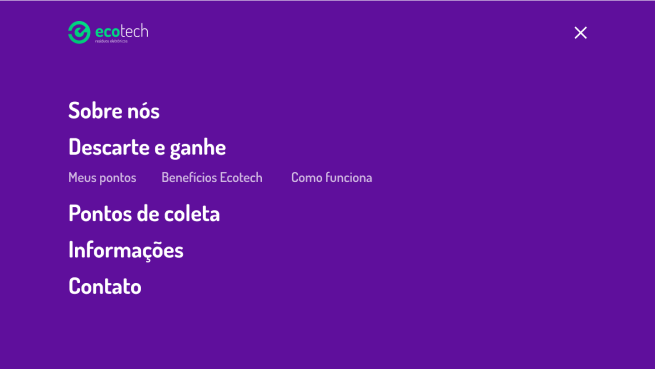 ecotech
resíduos eletrônicos
Sobre nós
Descarte e ganhe
Meus pontos Benefícios Ecotech Como funciona
Pontos de coleta
Informações
Contato